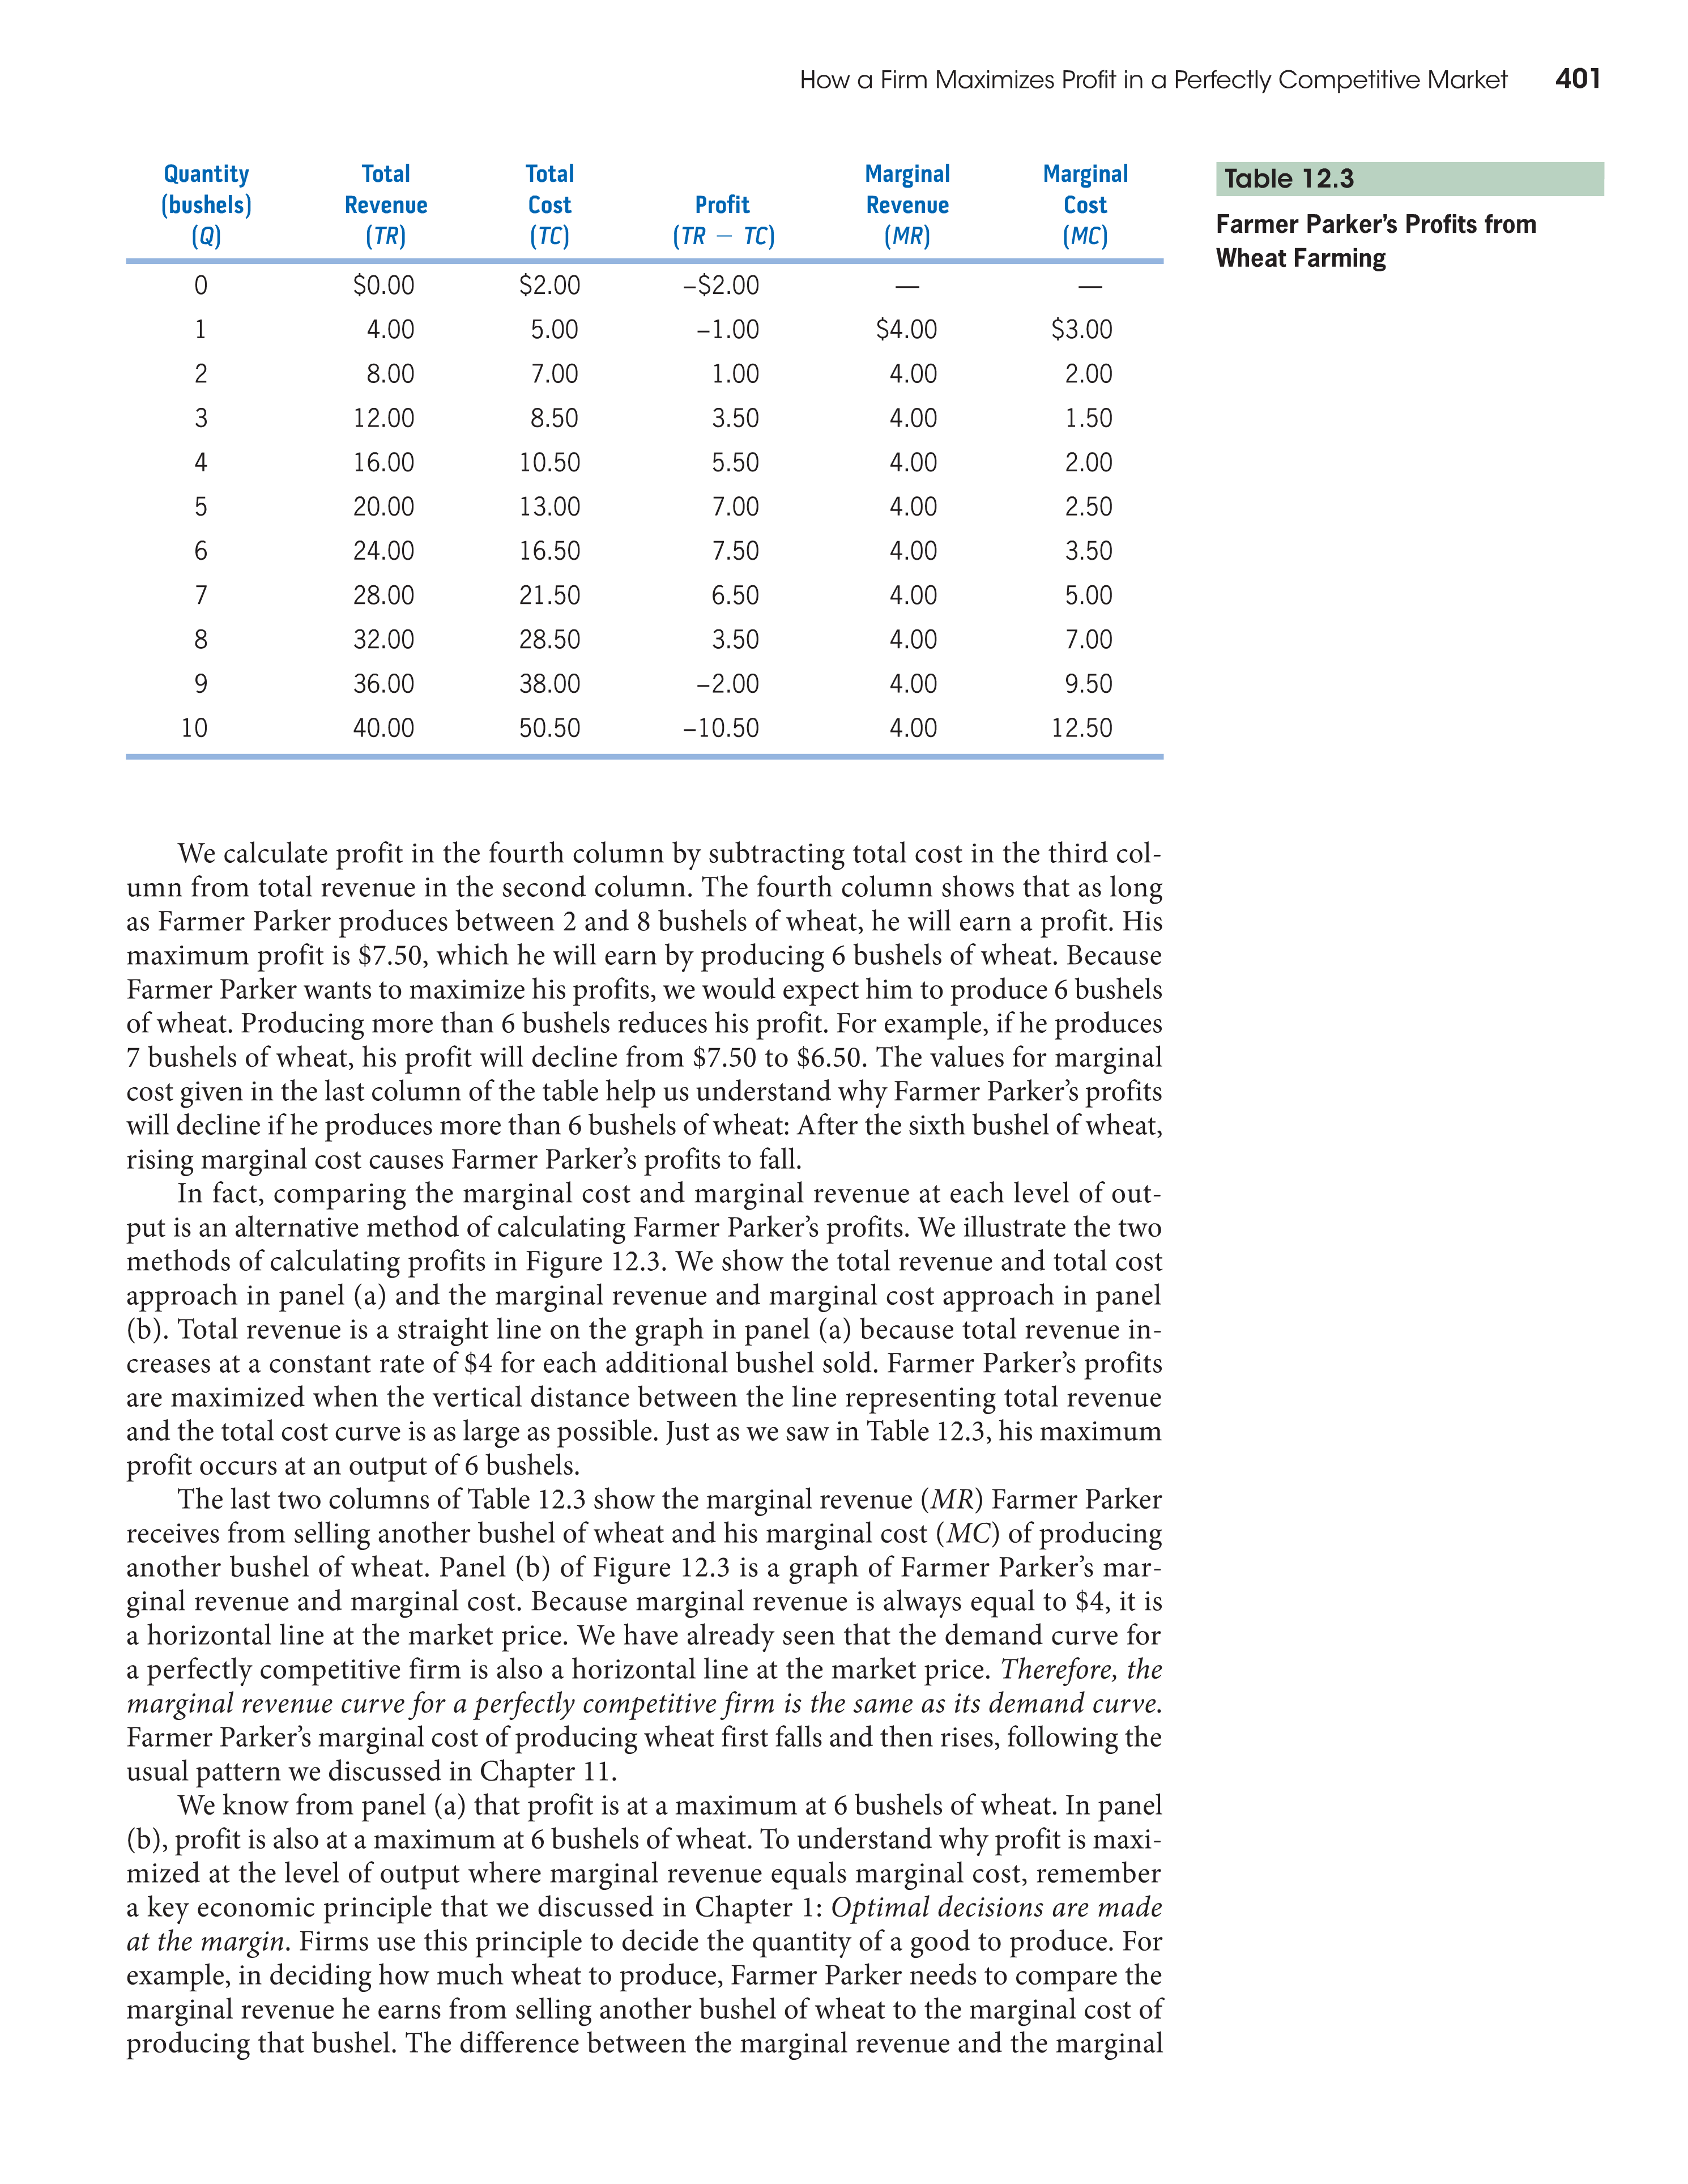 How a Firm Maximizes Profit in a Perfectly Competitive Market 401
Quantity (bushels) (Q) Total Revenue (TR) Total Cost (TC) Profit (TR − TC) Marginal Revenue (MR) Marginal Cost (MC)
0 $0.00 $2.00 –$2.00 — —
1 4.00 5.00 –1.00 $4.00 $3.00
2 8.00 7.00 1.00 4.00 2.00
3 12.00 8.50 3.50 4.00 1.50
4 16.00 10.50 5.50 4.00 2.00
5 20.00 13.00 7.00 4.00 2.50
6 24.00 16.50 7.50 4.00 3.50
7 28.00 21.50 6.50 4.00 5.00
8 32.00 28.50 3.50 4.00 7.00
9 36.00 38.00 –2.00 4.00 9.50
10 40.00 50.50 –10.50 4.00 12.50
Table 12.3
Farmer Parker’s Profits from
Wheat Farming
We calculate profit in the fourth column by subtracting total cost in the third col-
umn from total revenue in the second column. The fourth column shows that as long
as Farmer Parker produces between 2 and 8 bushels of wheat, he will earn a profit. His
maximum profit is $7.50, which he will earn by producing 6 bushels of wheat. Because
Farmer Parker wants to maximize his profits, we would expect him to produce 6 bushels
of wheat. Producing more than 6 bushels reduces his profit. For example, if he produces
7 bushels of wheat, his profit will decline from $7.50 to $6.50. The values for marginal
cost given in the last column of the table help us understand why Farmer Parker’s profits
will decline if he produces more than 6 bushels of wheat: After the sixth bushel of wheat,
rising marginal cost causes Farmer Parker’s profits to fall.
In fact, comparing the marginal cost and marginal revenue at each level of out-
put is an alternative method of calculating Farmer Parker’s profits. We illustrate the two
methods of calculating profits in Figure 12.3. We show the total revenue and total cost
approach in panel (a) and the marginal revenue and marginal cost approach in panel
(b). Total revenue is a straight line on the graph in panel (a) because total revenue in-
creases at a constant rate of $4 for each additional bushel sold. Farmer Parker’s profits
are maximized when the vertical distance between the line representing total revenue
and the total cost curve is as large as possible. Just as we saw in Table 12.3, his maximum
profit occurs at an output of 6 bushels.
The last two columns of Table 12.3 show the marginal revenue (MR) Farmer Parker
receives from selling another bushel of wheat and his marginal cost (MC) of producing
another bushel of wheat. Panel (b) of Figure 12.3 is a graph of Farmer Parker’s mar-
ginal revenue and marginal cost. Because marginal revenue is always equal to $4, it is
a horizontal line at the market price. We have already seen that the demand curve for
a perfectly competitive firm is also a horizontal line at the market price. Therefore, the
marginal revenue curve for a perfectly competitive firm is the same as its demand curve.
Farmer Parker’s marginal cost of producing wheat first falls and then rises, following the
usual pattern we discussed in Chapter 11.
We know from panel (a) that profit is at a maximum at 6 bushels of wheat. In panel
(b), profit is also at a maximum at 6 bushels of wheat. To understand why profit is maxi-
mized at the level of output where marginal revenue equals marginal cost, remember
a key economic principle that we discussed in Chapter 1: Optimal decisions are made
at the margin. Firms use this principle to decide the quantity of a good to produce. For
example, in deciding how much wheat to produce, Farmer Parker needs to compare the
marginal revenue he earns from selling another bushel of wheat to the marginal cost of
producing that bushel. The difference between the marginal revenue and the marginal